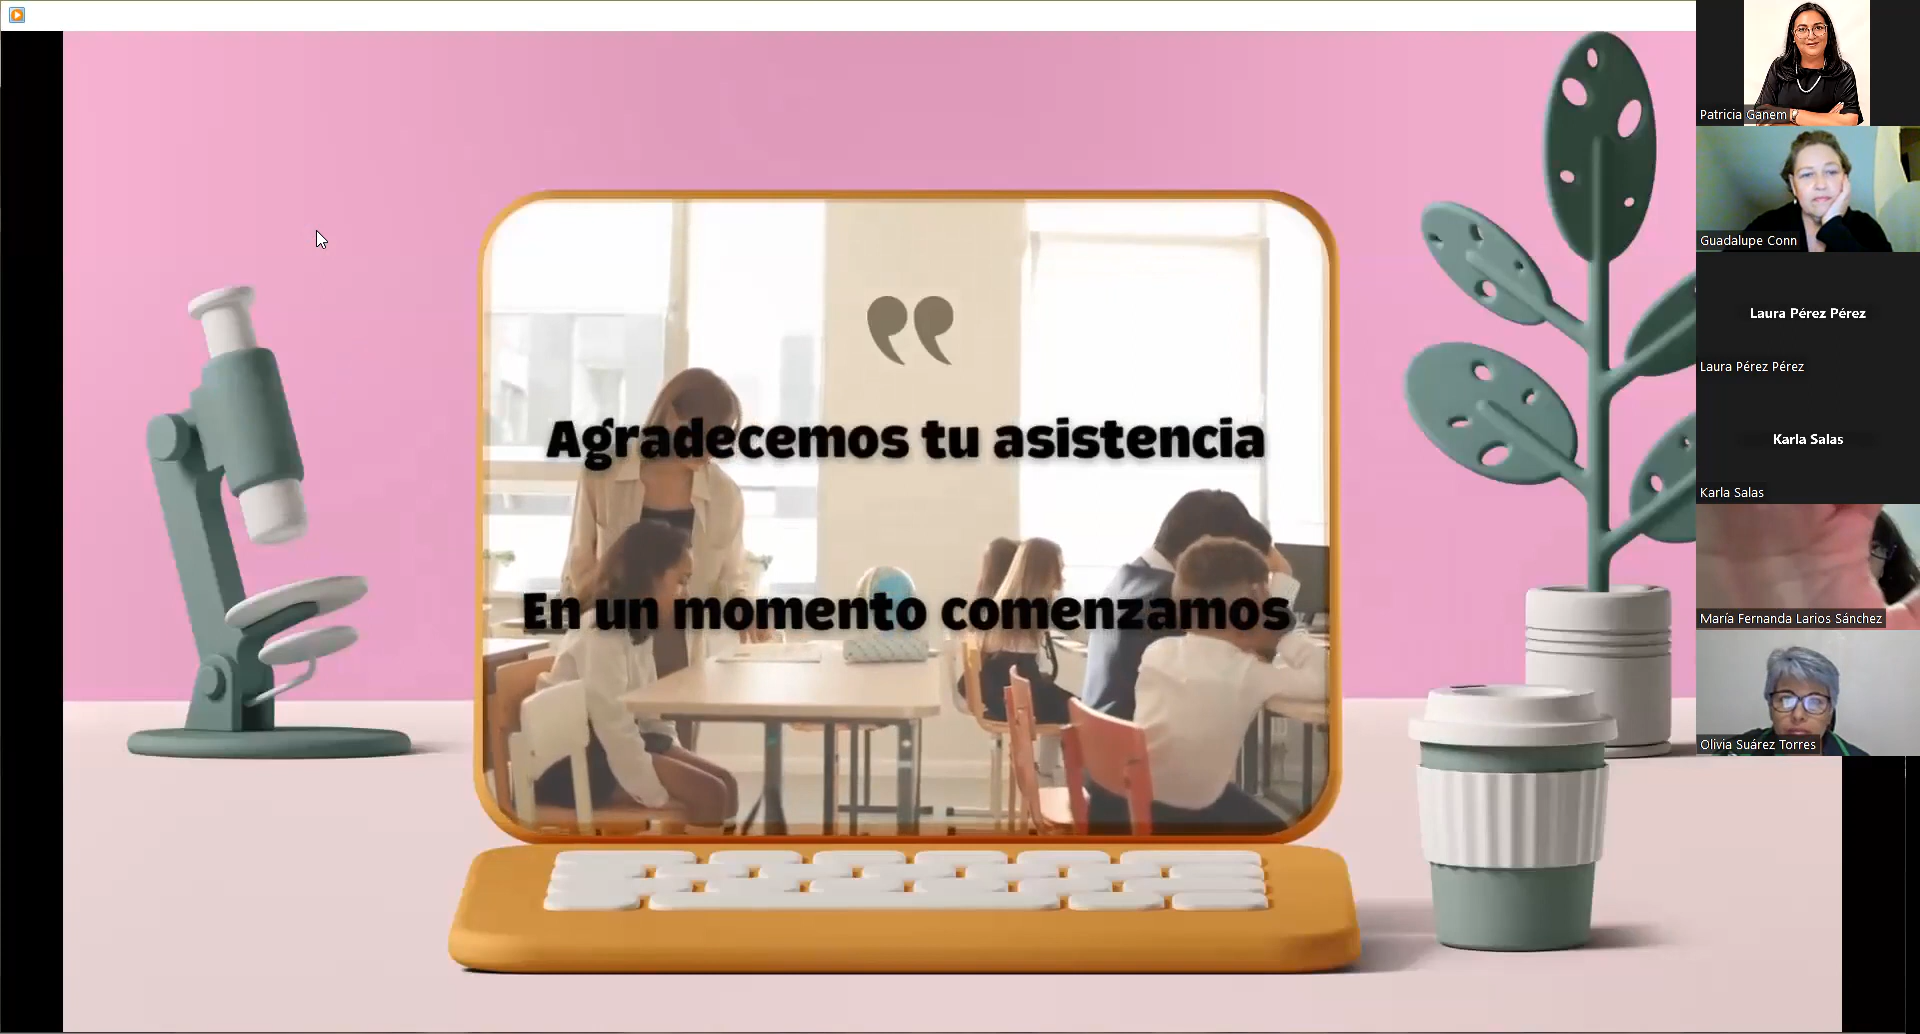 Agradecemos tu asistencia
En un momento comenzamos
Patricia Ganem
Guadalupe Conn
Laura Pérez Pérez
Laura Pérez Pérez
Karla Salas
Karla Salas
María Fernanda Larios Sánchez
Olivia Suárez Torres